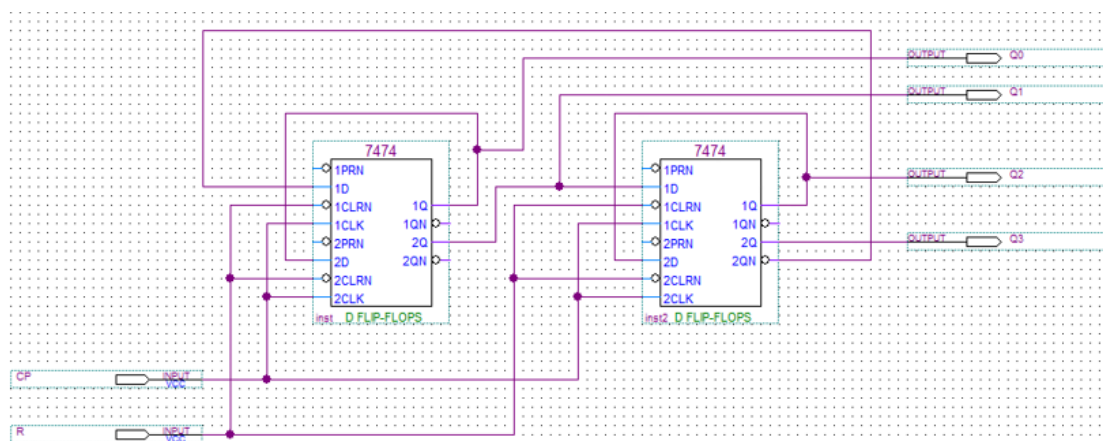 OUTPUT Q0
OUTPUT Q1
7474
1PRN
1D
1CLRN 1Q
1CLK 1QN
2PRN 2Q
2D 2QN
2CLRN
2CLK
inst D FLIP-FLOPS
7474
1PRN
1D
1CLRN 1Q
1CLK 1QN
2PRN 2Q
2D 2QN
2CLRN
2CLK
inst2 D FLIP-FLOPS
OUTPUT Q2
OUTPUT Q3
CP INPUT
VCC
R INPUT
VCC